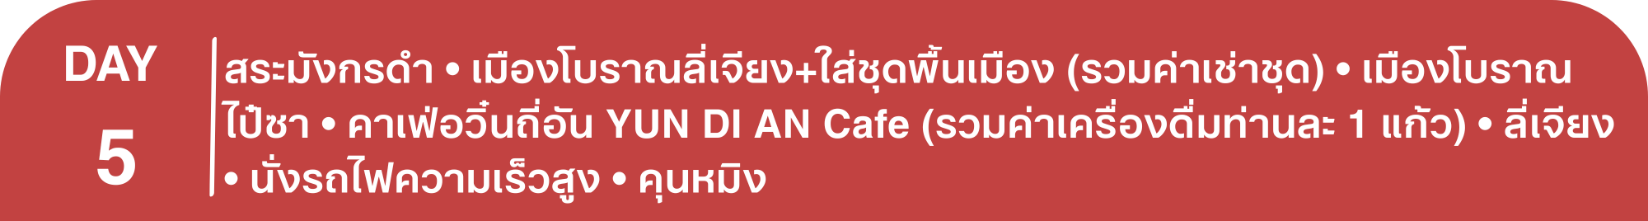 DAY
5
สระมังกรดำ • เมืองโบราณลี่เจียง+ใส่ชุดพื้นเมือง (รวมค่าเช่าชุด) • เมืองโบราณ
ไป๋ซา • คาเฟ่อวิ๋นถี่อัน YUN DI AN Cafe (รวมค่าเครื่องดื่มท่านละ 1 แก้ว) • ลี่เจียง
• นั่งรถไฟความเร็วสูง • คุนหมิง